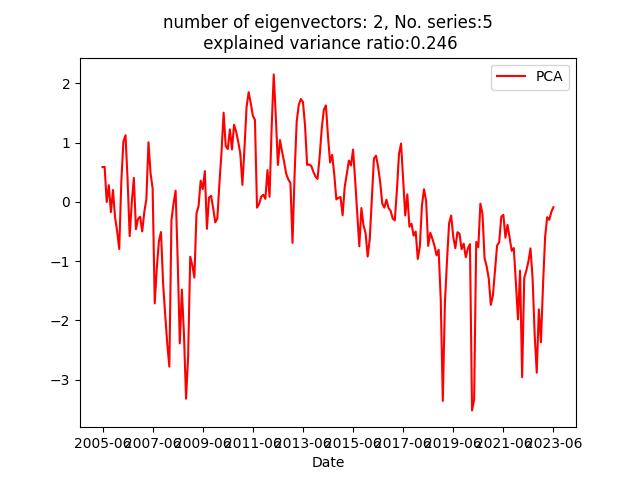 number of eigenvectors: 2, No. series:5
explained variance ratio:0.246
PCA
2
1
0
−1
−2
−3
2005-06 2007-06 2009-06 2011-06 2013-06 2015-06 2017-06 2019-06 2021-06 2023-06
Date